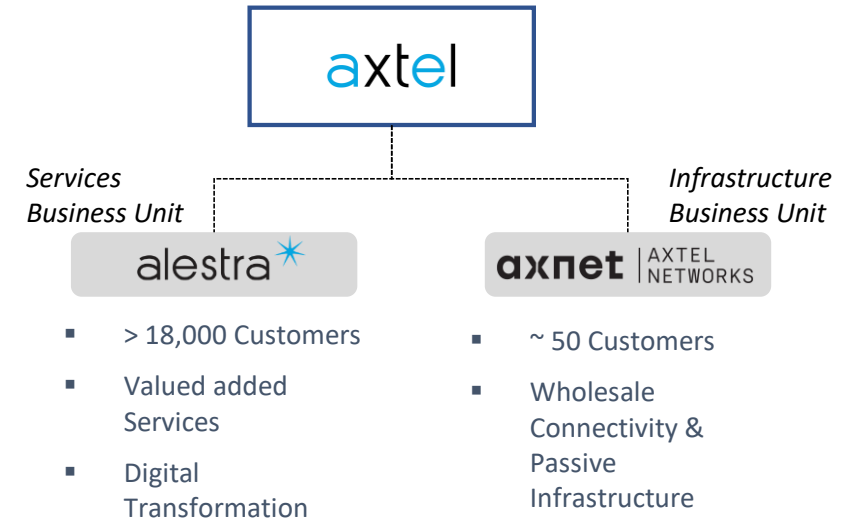 axtel
Services
Business Unit
Infrastructure
Business Unit
alestra
axnet | AXTEL
NETWORKS
▪ > 18,000 Customers
▪ Valued added
Services
▪ Digital
Transformation
▪ ~ 50 Customers
▪ Wholesale
Connectivity &
Passive
Infrastructure